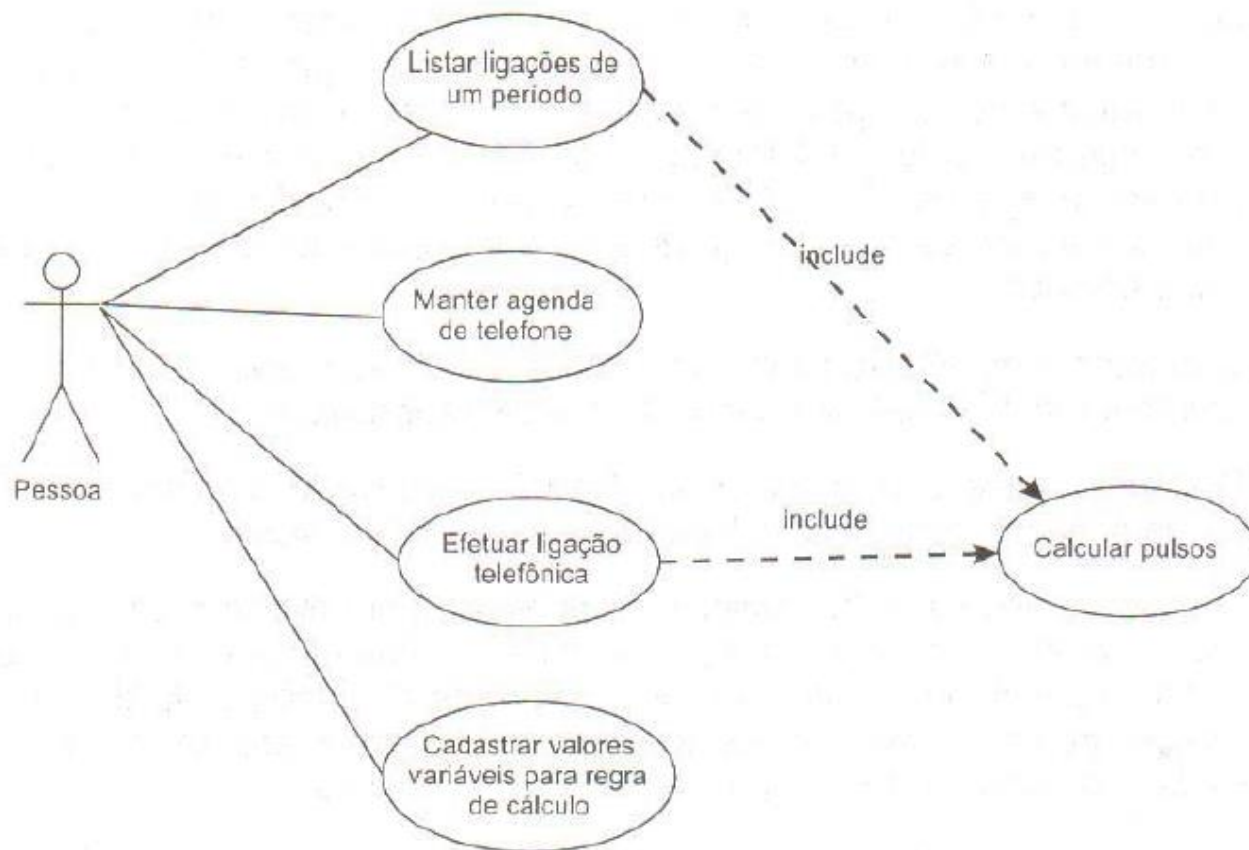 Listar ligações de
um período
include
Manter agenda
de telefone
Pessoa
Efetuar ligação
telefônica
include
Calcular pulsos
Cadastrar valores
variáveis para regra
de cálculo